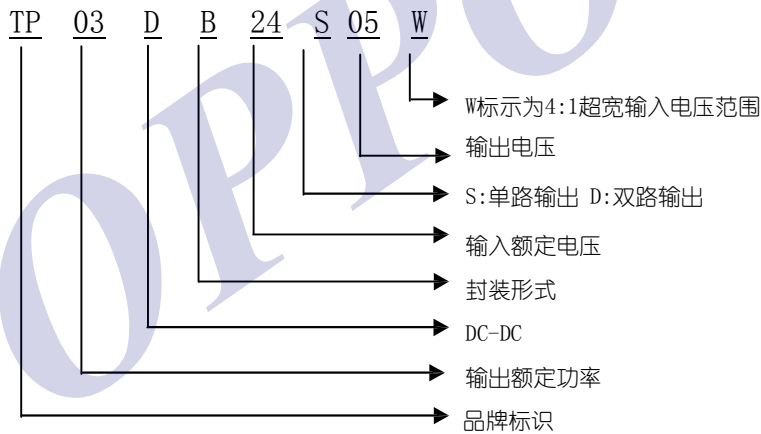 TP 03 D B 24 S 05 W
W标示为4:1超宽输入电压范围
输出电压
S:单路输出 D:双路输出
输入额定电压
封装形式
DC-DC
输出额定功率
品牌标识
OPPO